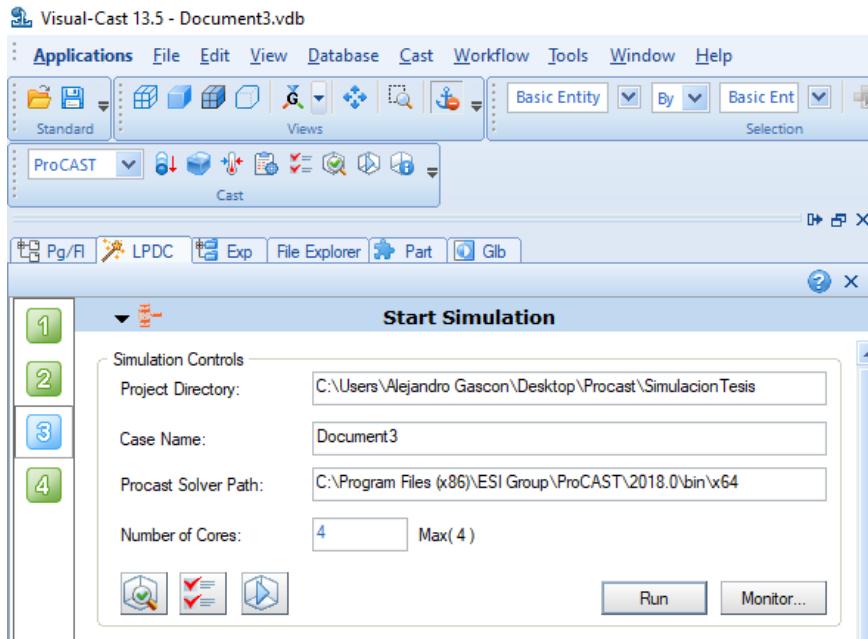 Visual-Cast 13.5 - Document3.vdb
Applications File Edit View Database Cast Workflow Tools Window Help
Basic Entity By Basic Ent
Standard Views Selection
ProCAST
Cast
Pg/Fl LPDC Exp File Explorer Part Glb
Start Simulation
1
2
3
4
Simulation Controls
Project Directory: C:\Users\Alejandro Gascon\Desktop\Procast\SimulacionTesis
Case Name: Document3
Procast Solver Path: C:\Program Files (x86)\ESI Group\ProCAST\2018.0\bin\x64
Number of Cores: 4 Max( 4 )
Run Monitor...